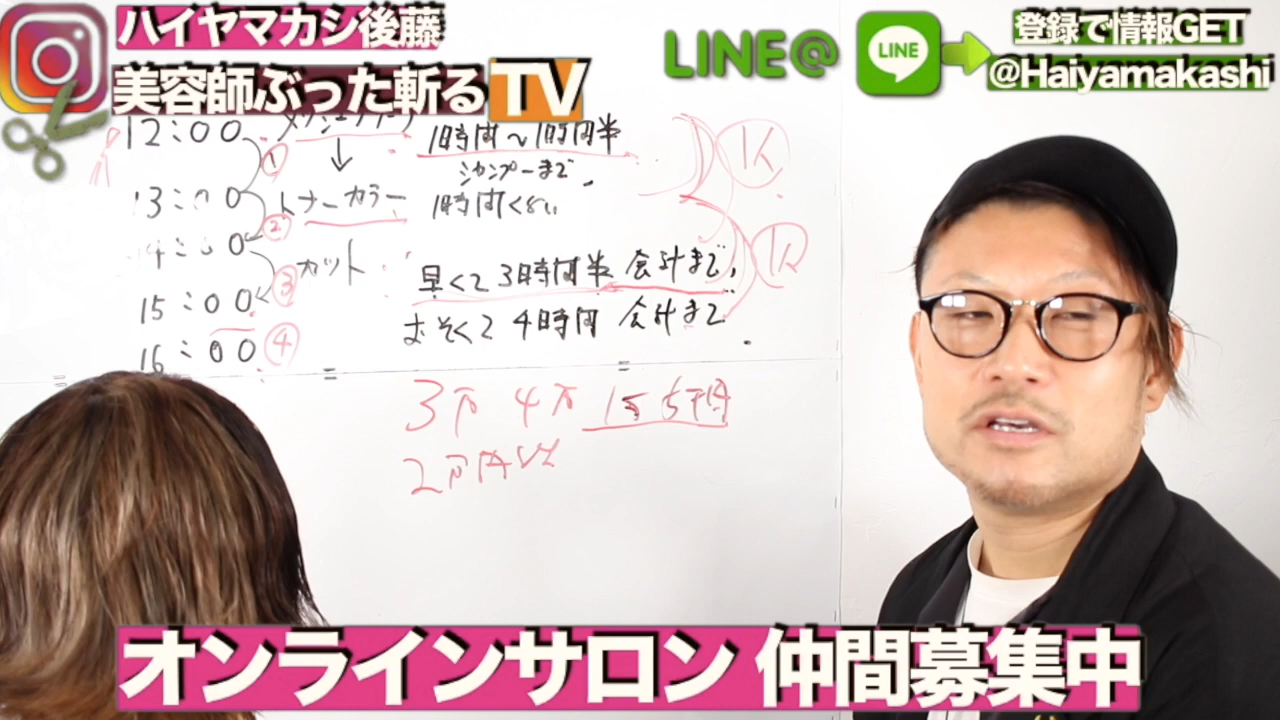 ハイヤマカシ後藤
美容師ぶった斬るTV
LINE@
LINE
登録で情報GET
@Haiyamakashi
12:00
1時間〜1時間半
① ↓
シャンプーまで
13:00
トナーカラー
1時間くらい
②
14:00
カット
③
早くて3時間半 会計まで
15:00
おそくて4時間 会計まで
16:00
④
3万 4万 1万5千円
2万円
オンラインサロン 仲間募集中